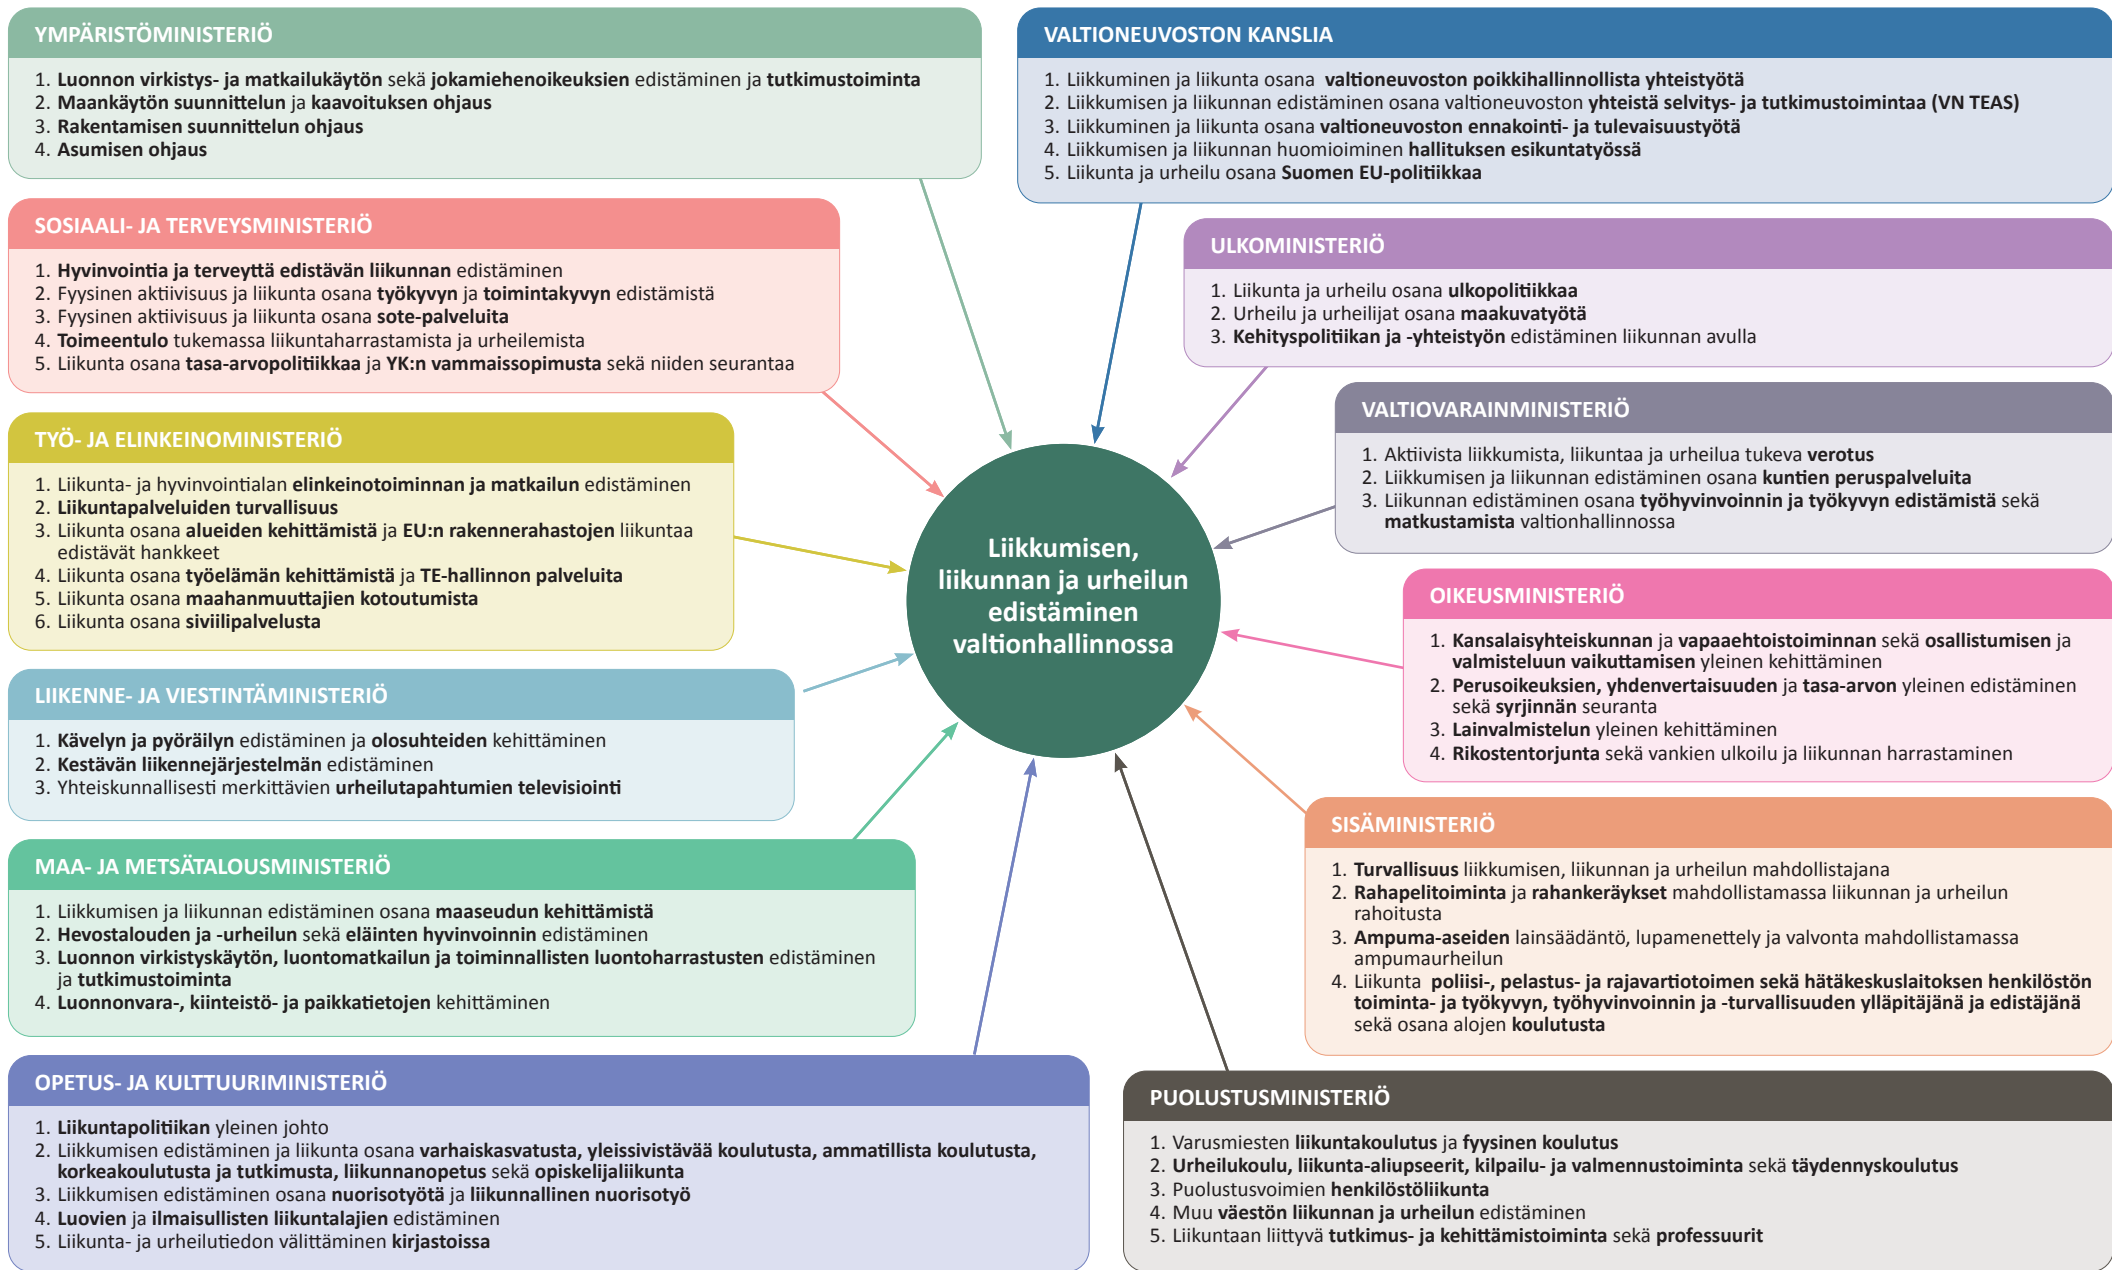 YMPÄRISTÖMINISTERIÖ
1. Luonnon virkistys- ja matkailukäytön sekä jokamiehenoikeuksien edistäminen ja tutkimustoiminta
2. Maankäytön suunnittelun ja kaavoituksen ohjaus
3. Rakentamisen suunnittelun ohjaus
4. Asumisen ohjaus
SOSIAALI- JA TERVEYSMINISTERIÖ
1. Hyvinvointia ja terveyttä edistävän liikunnan edistäminen
2. Fyysinen aktiivisuus ja liikunta osana työkyvyn ja toimintakyvyn edistämistä
3. Fyysinen aktiivisuus ja liikunta osana sote-palveluita
4. Toimeentulo tukemassa liikuntaharrastamista ja urheilemista
5. Liikunta osana tasa-arvopolitiikkaa ja YK:n vammaissopimusta sekä niiden seurantaa
TYÖ- JA ELINKEINOMINISTERIÖ
1. Liikunta- ja hyvinvointialan elinkeinotoiminnan ja matkailun edistäminen
2. Liikuntapalveluiden turvallisuus
3. Liikunta osana alueiden kehittämistä ja EU:n rakennerahastojen liikuntaa
edistävät hankkeet
4. Liikunta osana työelämän kehittämistä ja TE-hallinnon palveluita
5. Liikunta osana maahanmuuttajien kotoutumista
6. Liikunta osana siviilipalvelusta
LIIKENNE- JA VIESTINTÄMINISTERIÖ
1. Kävelyn ja pyöräilyn edistäminen ja olosuhteiden kehittäminen
2. Kestävän liikennejärjestelmän edistäminen
3. Yhteiskunnallisesti merkittävien urheilutapahtumien televisiointi
MAA- JA METSÄTALOUSMINISTERIÖ
1. Liikkumisen ja liikunnan edistäminen osana maaseudun kehittämistä
2. Hevostalouden ja -urheilun sekä eläinten hyvinvoinnin edistäminen
3. Luonnon virkistyskäytön, luontomatkailun ja toiminnallisten luontoharrastusten edistäminen
ja tutkimustoiminta
4. Luonnonvara-, kiinteistö- ja paikkatietojen kehittäminen
OPETUS- JA KULTTUURIMINISTERIÖ
1. Liikuntapolitiikan yleinen johto
2. Liikkumisen edistäminen ja liikunta osana varhaiskasvatusta, yleissivistävää koulutusta, ammatillista koulutusta,
korkeakoulutusta ja tutkimusta, liikunnanopetus sekä opiskelijaliikunta
3. Liikkumisen edistäminen osana nuorisotyötä ja liikunnallinen nuorisotyö
4. Luovien ja ilmaisullisten liikuntalajien edistäminen
5. Liikunta- ja urheilutiedon välittäminen kirjastoissa
Liikkumisen,
liikunnan ja urheilun
edistäminen
valtionhallinnossa
VALTIONEUVOSTON KANSLIA
1. Liikkuminen ja liikunta osana valtioneuvoston poikkihallinnollista yhteistyötä
2. Liikkumisen ja liikunnan edistäminen osana valtioneuvoston yhteistä selvitys- ja tutkimustoimintaa (VN TEAS)
3. Liikkuminen ja liikunta osana valtioneuvoston ennakointi- ja tulevaisuustyötä
4. Liikkumisen ja liikunnan huomioiminen hallituksen esikuntatyössä
5. Liikunta ja urheilu osana Suomen EU-politiikkaa
ULKOMINISTERIÖ
1. Liikunta ja urheilu osana ulkopolitiikkaa
2. Urheilu ja urheilijat osana maakuvatyötä
3. Kehityspolitiikan ja -yhteistyön edistäminen liikunnan avulla
VALTIOVARAINMINISTERIÖ
1. Aktiivista liikkumista, liikuntaa ja urheilua tukeva verotus
2. Liikkumisen ja liikunnan edistäminen osana kuntien peruspalveluita
3. Liikunnan edistäminen osana työhyvinvoinnin ja työkyvyn edistämistä sekä
matkustamista valtionhallinnossa
OIKEUSMINISTERIÖ
1. Kansalaisyhteiskunnan ja vapaaehtoistoiminnan sekä osallistumisen ja
valmisteluun vaikuttamisen yleinen kehittäminen
2. Perusoikeuksien, yhdenvertaisuuden ja tasa-arvon yleinen edistäminen
sekä syrjinnän seuranta
3. Lainvalmistelun yleinen kehittäminen
4. Rikostentorjunta sekä vankien ulkoilu ja liikunnan harrastaminen
SISÄMINISTERIÖ
1. Turvallisuus liikkumisen, liikunnan ja urheilun mahdollistajana
2. Rahapelitoiminta ja rahankeräykset mahdollistamassa liikunnan ja urheilun
rahoitusta
3. Ampuma-aseiden lainsäädäntö, lupamenettely ja valvonta mahdollistamassa
ampumaurheilun
4. Liikunta poliisi-, pelastus- ja rajavartiotoimen sekä hätäkeskuslaitoksen henkilöstön
toiminta- ja työkyvyn, työhyvinvoinnin ja -turvallisuuden ylläpitäjänä ja edistäjänä
sekä osana alojen koulutusta
PUOLUSTUSMINISTERIÖ
1. Varusmiesten liikuntakoulutus ja fyysinen koulutus
2. Urheilukoulu, liikunta-aliupseerit, kilpailu- ja valmennustoiminta sekä täydennyskoulutus
3. Puolustusvoimien henkilöstöliikunta
4. Muu väestön liikunnan ja urheilun edistäminen
5. Liikuntaan liittyvä tutkimus- ja kehittämistoiminta sekä professuurit